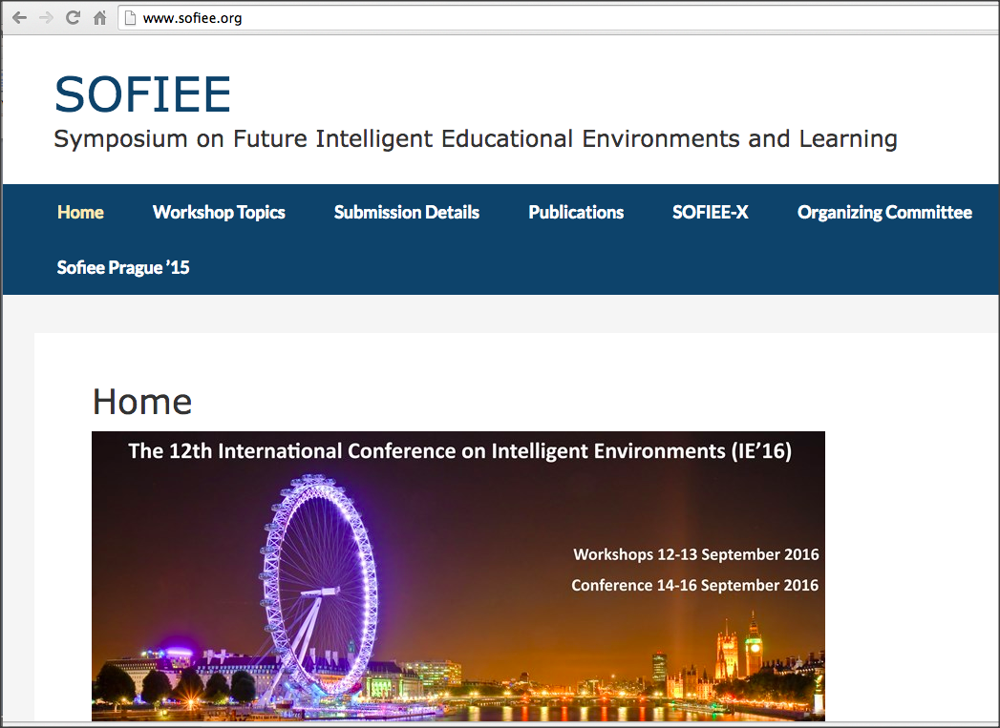 www.sofiee.org
SOFIEE
Symposium on Future Intelligent Educational Environments and Learning
Home Workshop Topics Submission Details Publications SOFIEE-X Organizing Committee
Sofiee Prague ’15
Home
The 12th International Conference on Intelligent Environments (IE’16)
Workshops 12-13 September 2016
Conference 14-16 September 2016